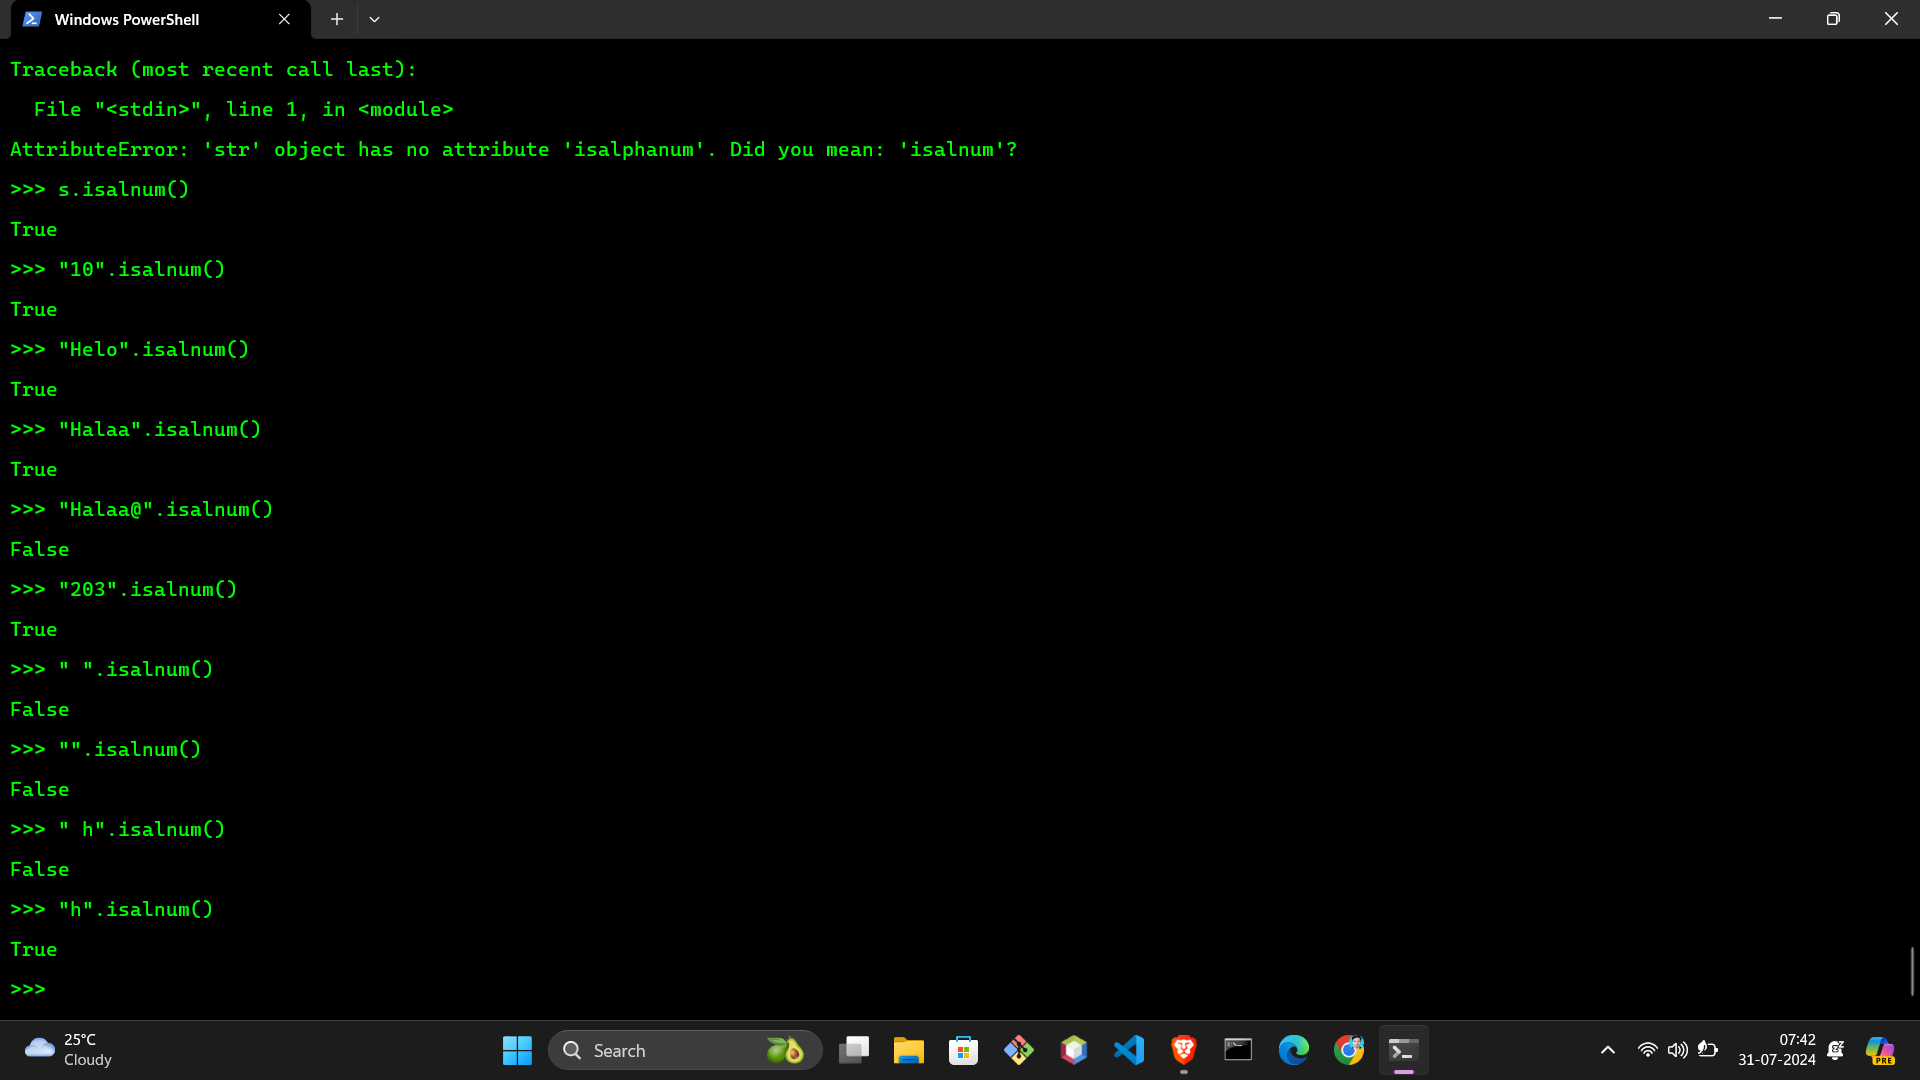 Windows PowerShell
Traceback (most recent call last):
  File "<stdin>", line 1, in <module>
AttributeError: 'str' object has no attribute 'isalphanum'. Did you mean: 'isalnum'?
>>> s.isalnum()
True
>>> "10".isalnum()
True
>>> "Helo".isalnum()
True
>>> "Halaa".isalnum()
True
>>> "Halaa@".isalnum()
False
>>> "203".isalnum()
True
>>> " ".isalnum()
False
>>> "".isalnum()
False
>>> " h".isalnum()
False
>>> "h".isalnum()
True
>>>
25°C
Cloudy
Search
07:42
31-07-2024
PRE